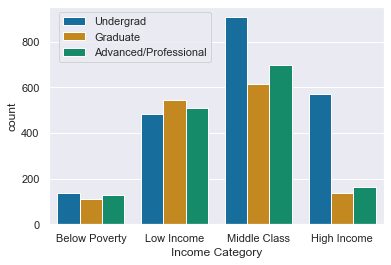 Undergrad
Graduate
Advanced/Professional
count
800
600
400
200
0
Below Poverty Low Income Middle Class High Income
Income Category